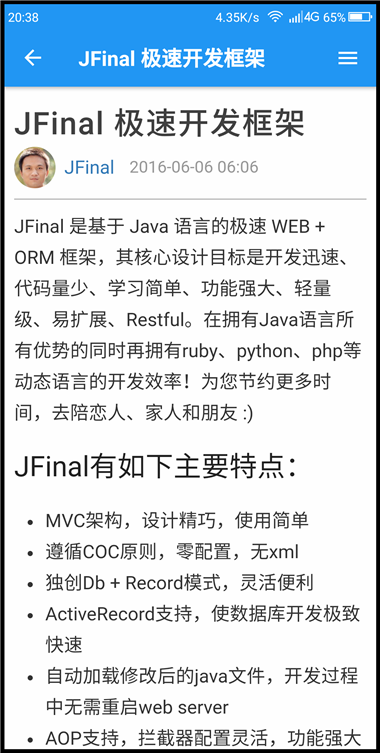 20:38
4.35K/s 4G 65%
JFinal 极速开发框架
JFinal 极速开发框架
JFinal 2016-06-06 06:06
JFinal 是基于 Java 语言的极速 WEB +
ORM 框架，其核心设计目标是开发迅速、
代码量少、学习简单、功能强大、轻量
级、易扩展、Restful。在拥有Java语言所
有优势的同时再拥有ruby、python、php等
动态语言的开发效率！为您节约更多时
间，去陪恋人、家人和朋友 :)
JFinal有如下主要特点：
• MVC架构，设计精巧，使用简单
• 遵循COC原则，零配置，无xml
• 独创Db + Record模式，灵活便利
• ActiveRecord支持，使数据库开发极致
快速
• 自动加载修改后的java文件，开发过程
中无需重启web server
• AOP支持，拦截器配置灵活，功能强大